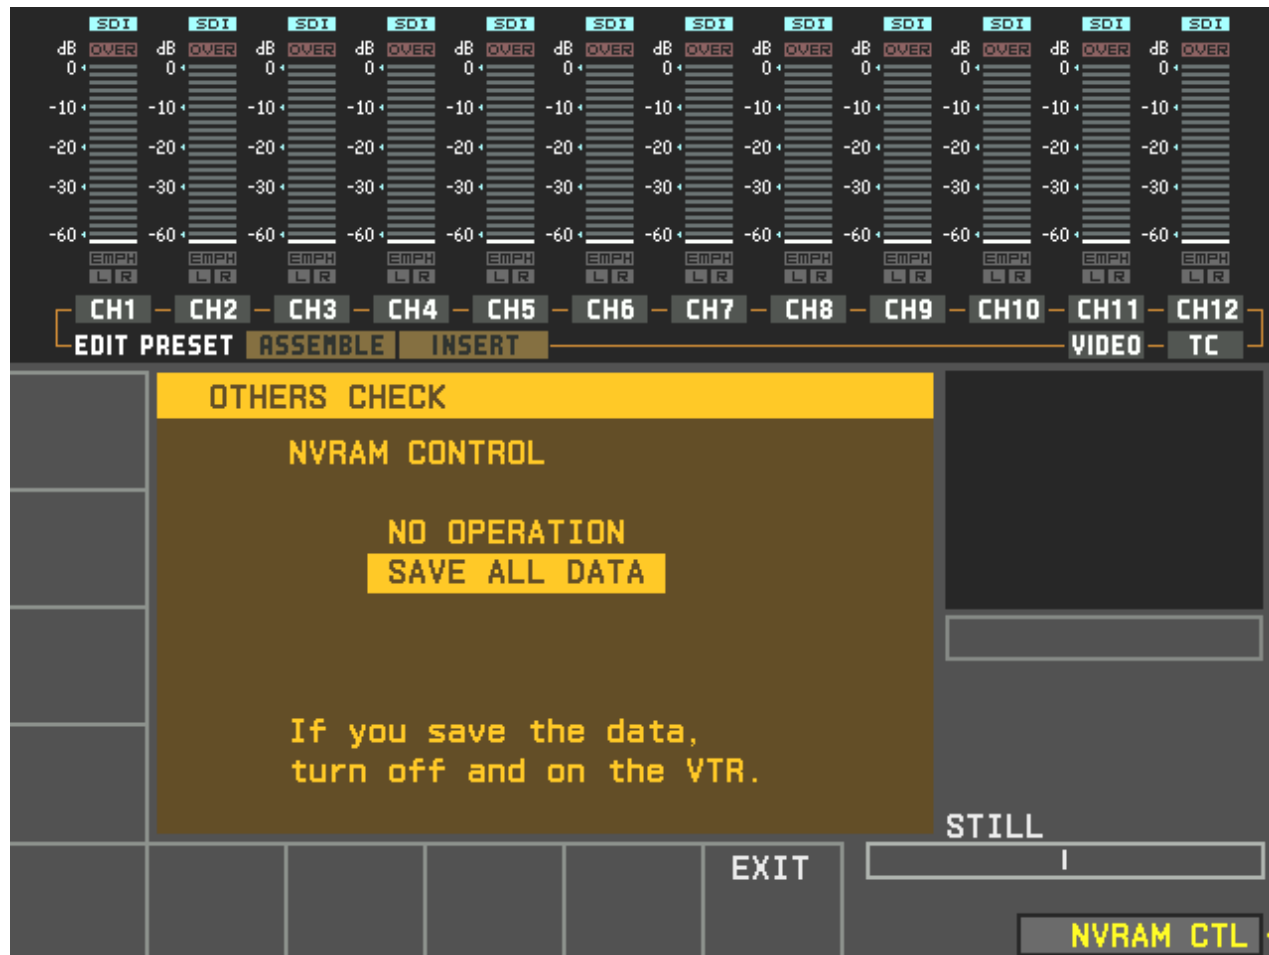 SDI SDI SDI SDI SDI SDI SDI SDI SDI SDI SDI SDI
dB OVER dB OVER dB OVER dB OVER dB OVER dB OVER dB OVER dB OVER dB OVER dB OVER dB OVER dB OVER
0 0 0 0 0 0 0 0 0 0 0 0
-10 -10 -10 -10 -10 -10 -10 -10 -10 -10 -10 -10
-20 -20 -20 -20 -20 -20 -20 -20 -20 -20 -20 -20
-30 -30 -30 -30 -30 -30 -30 -30 -30 -30 -30 -30
-60 -60 -60 -60 -60 -60 -60 -60 -60 -60 -60 -60
EMPH EMPH EMPH EMPH EMPH EMPH EMPH EMPH EMPH EMPH EMPH EMPH
L R L R L R L R L R L R L R L R L R L R L R L R
CH1 CH2 CH3 CH4 CH5 CH6 CH7 CH8 CH9 CH10 CH11 CH12
EDIT PRESET ASSEMBLE INSERT VIDEO TC
OTHERS CHECK
NVRAM CONTROL
NO OPERATION
SAVE ALL DATA
If you save the data,
turn off and on the VTR.
STILL
EXIT
NVRAM CTL